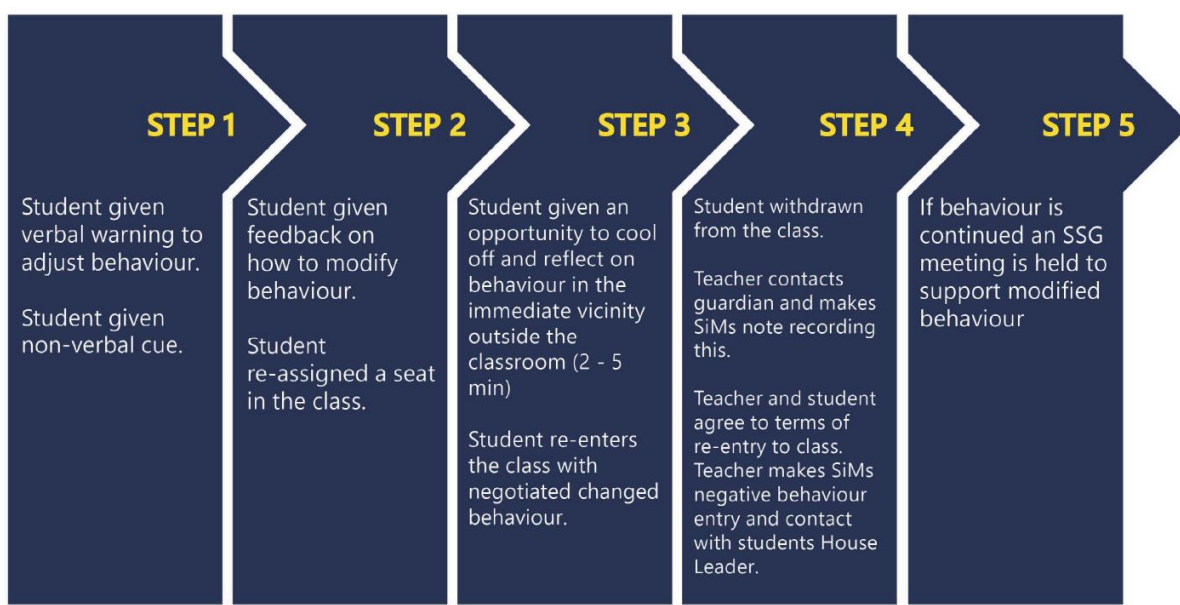 STEP 1
Student given
verbal warning to
adjust behaviour.
Student given
non-verbal cue.
STEP 2
Student given
feedback on
how to modify
behaviour.
Student
re-assigned a seat
in the class.
STEP 3
Student given an
opportunity to cool
off and reflect on
behaviour in the
immediate vicinity
outside the
classroom (2 - 5
min)
Student re-enters
the class with
negotiated changed
behaviour.
STEP 4
Student withdrawn
from the class.
Teacher contacts
guardian and makes
SiMs note recording
this.
Teacher and student
agree to terms of
re-entry to class.
Teacher makes SiMs
negative behaviour
entry and contact
with students House
Leader.
STEP 5
If behaviour is
continued an SSG
meeting is held to
support modified
behaviour